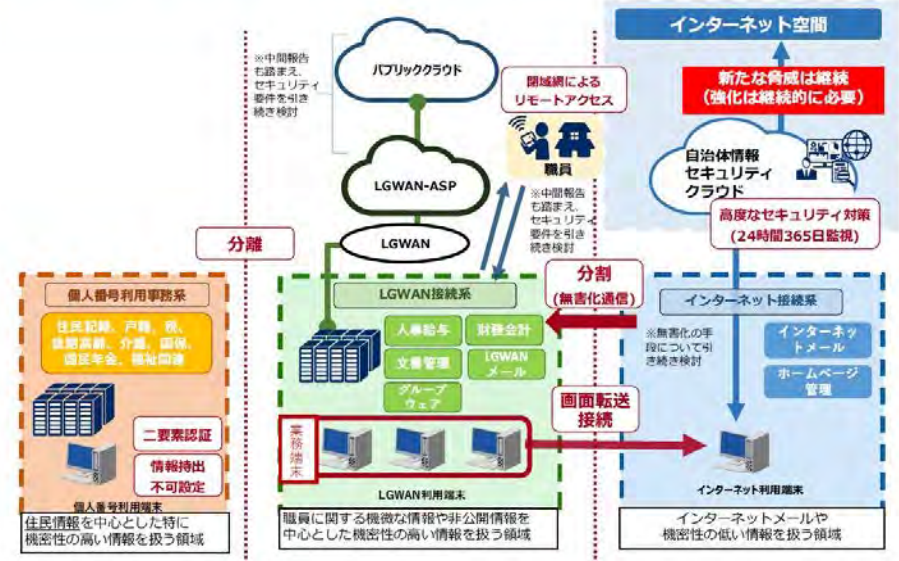 インターネット空間
新たな脅威は継続
(強化は継続的に必要)
自治体情報
セキュリティ
クラウド
高度なセキュリティ対策
(24時間365日監視)
※中間報告
も踏まえ、
セキュリティ
要件を引き
続き検討
パブリッククラウド
閉域網による
リモートアクセス
職員
LGWAN-ASP
※中間報告
も踏まえ、
セキュリティ
要件を引き
続き検討
LGWAN
分離
分割
(無害化通信)
個人番号利用事務系
住民記録、戸籍、税、
後期高齢、介護、国保、
国民年金、福祉関連
二要素認証
情報持出
不可設定
個人番号利用端末
住民情報を中心とした特に
機密性の高い情報を扱う領域
LGWAN接続系
人事給与
財務会計
文書管理
LGWAN
メール
グループ
ウェア
業務端末
LGWAN利用端末
職員に関する機微な情報や非公開情報を
中心とした機密性の高い情報を扱う領域
画面転送
接続
インターネット接続系
※無害化の手
段について引
き続き検討
インターネッ
トメール
ホームページ
管理
インターネット利用端末
インターネットメールや
機密性の低い情報を扱う領域